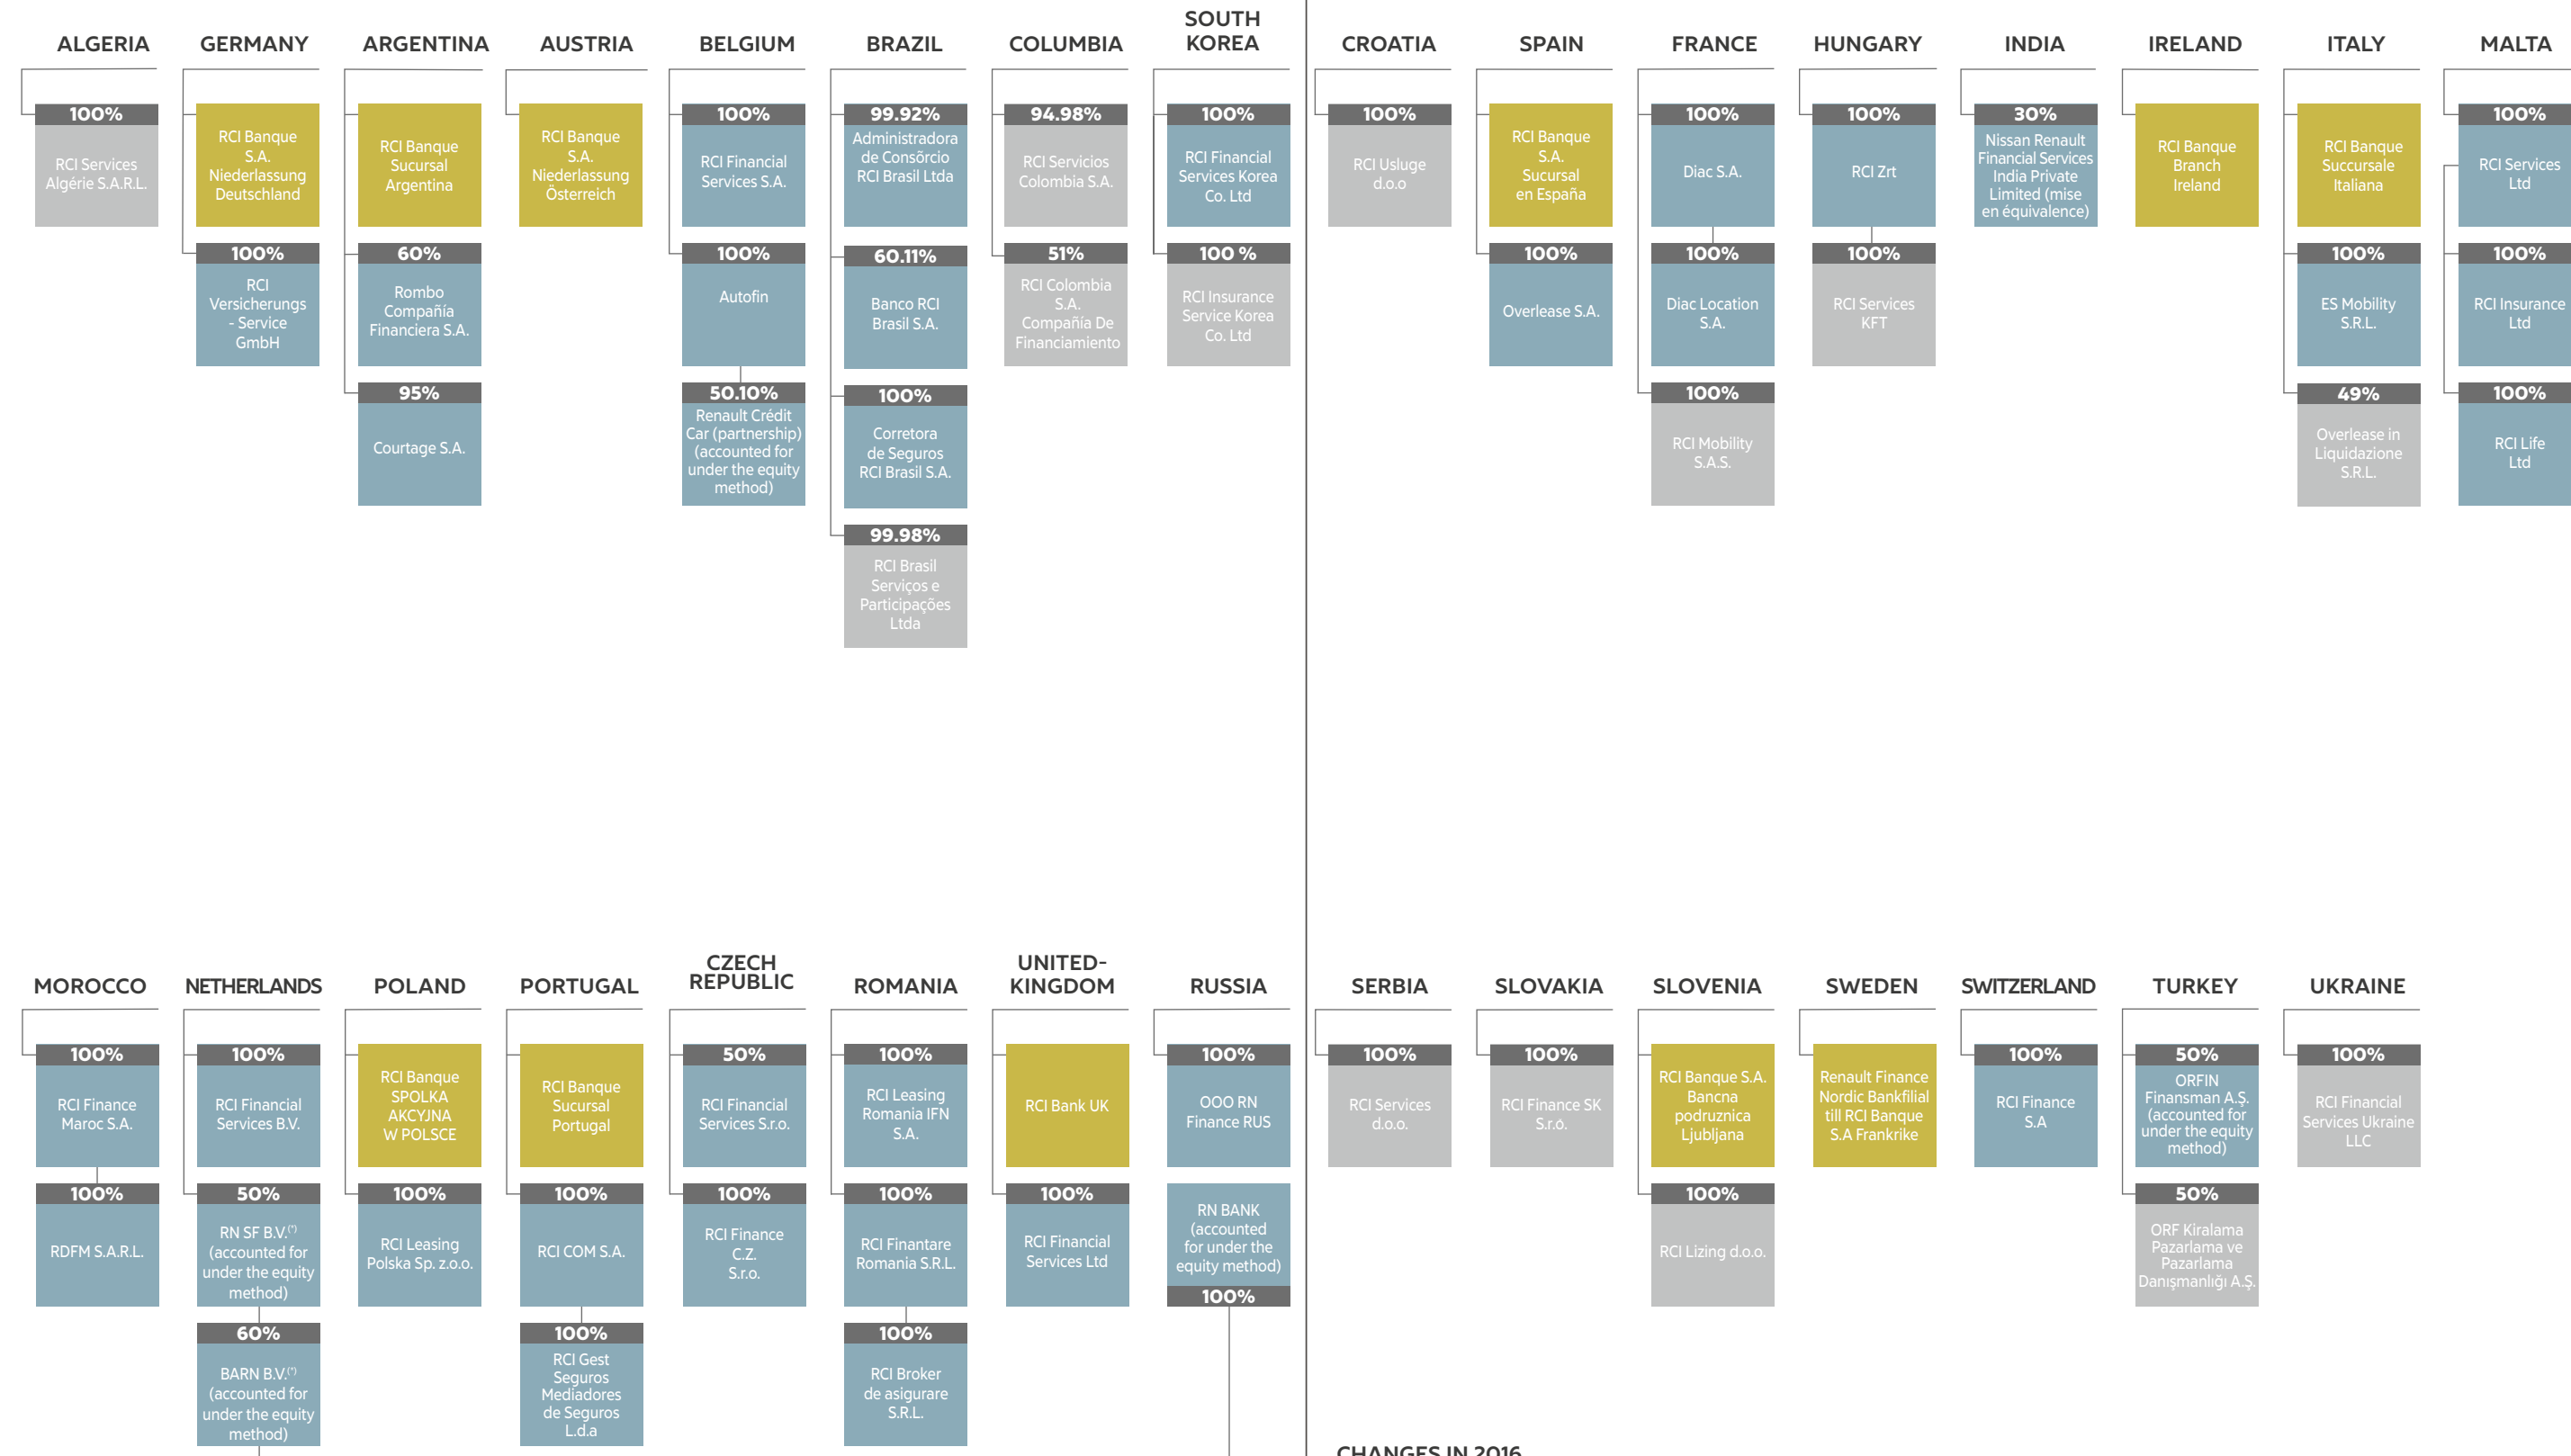 ALGERIA
100%
RCI Services
Algérie S.A.R.L.
GERMANY
RCI Banque
S.A.
Niederlassung
Deutschland
100%
RCI
Versicherungs
- Service
GmbH
ARGENTINA
RCI Banque
Sucursal
Argentina
60%
Rombo
Compañía
Financiera S.A.
95%
Courtage S.A.
AUSTRIA
RCI Banque
S.A.
Niederlassung
Österreich
BELGIUM
100%
RCI Financial
Services S.A.
100%
Autofin
50.10%
Renault Crédit
Car (partnership)
(accounted for
under the equity
method)
BRAZIL
99.92%
Administradora
de Consõrcio
RCI Brasil Ltda
60.11%
Banco RCI
Brasil S.A.
100%
Corretora
de Seguros
RCI Brasil S.A.
99.98%
RCI Brasil
Serviços e
Participações
Ltda
COLUMBIA
94.98%
RCI Servicios
Colombia S.A.
51%
RCI Colombia
S.A.
Compañía De
Financiamiento
SOUTH
KOREA
100%
RCI Financial
Services Korea
Co. Ltd
100 %
RCI Insurance
Service Korea
Co. Ltd
CROATIA
100%
RCI Usluge
d.o.o
SPAIN
RCI Banque
S.A.
Sucursal
en España
100%
Overlease S.A.
FRANCE
100%
Diac S.A.
100%
Diac Location
S.A.
100%
RCI Mobility
S.A.S.
HUNGARY
100%
RCI Zrt
100%
RCI Services
KFT
INDIA
30%
Nissan Renault
Financial Services
India Private
Limited (mise
en équivalence)
IRELAND
RCI Banque
Branch
Ireland
ITALY
RCI Banque
Succursale
Italiana
100%
ES Mobility
S.R.L.
49%
Overlease in
Liquidazione
S.R.L.
MALTA
100%
RCI Services
Ltd
100%
RCI Insurance
Ltd
100%
RCI Life
Ltd
MOROCCO
100%
RCI Finance
Maroc S.A.
100%
RDFM S.A.R.L.
NETHERLANDS
100%
RCI Financial
Services B.V.
50%
RN SF B.V.(*)
(accounted for
under the equity
method)
60%
BARN B.V.(*)
(accounted for
under the equity
method)
POLAND
RCI Banque
SPOLKA
AKCYJNA
W POLSCE
100%
RCI Leasing
Polska Sp. z.o.o.
PORTUGAL
RCI Banque
Sucursal
Portugal
100%
RCI COM S.A.
100%
RCI Gest
Seguros
Mediadores
de Seguros
L.d.a
CZECH
REPUBLIC
50%
RCI Financial
Services S.r.o.
100%
RCI Finance
C.Z.
S.r.o.
ROMANIA
100%
RCI Leasing
Romania IFN
S.A.
100%
RCI Finantare
Romania S.R.L.
100%
RCI Broker
de asigurare
S.R.L.
UNITED-
KINGDOM
RCI Bank UK
100%
RCI Financial
Services Ltd
RUSSIA
100%
OOO RN
Finance RUS
RN BANK
(accounted
for under the
equity method)
100%
SERBIA
100%
RCI Services
d.o.o.
SLOVAKIA
100%
RCI Finance SK
S.r.ó.
SLOVENIA
RCI Banque S.A.
Bancna
podruznica
Ljubljana
100%
RCI Lizing d.o.o.
SWEDEN
Renault Finance
Nordic Bankfilial
till RCI Banque
S.A Frankrike
SWITZERLAND
100%
RCI Finance
S.A
TURKEY
50%
ORFIN
Finansman A.Ş.
(accounted for
under the equity
method)
50%
ORF Kiralama
Pazarlama ve
Pazarlama
Danışmanlığı A.Ş.
UKRAINE
100%
RCI Financial
Services Ukraine
LLC
CHANGES IN 2016